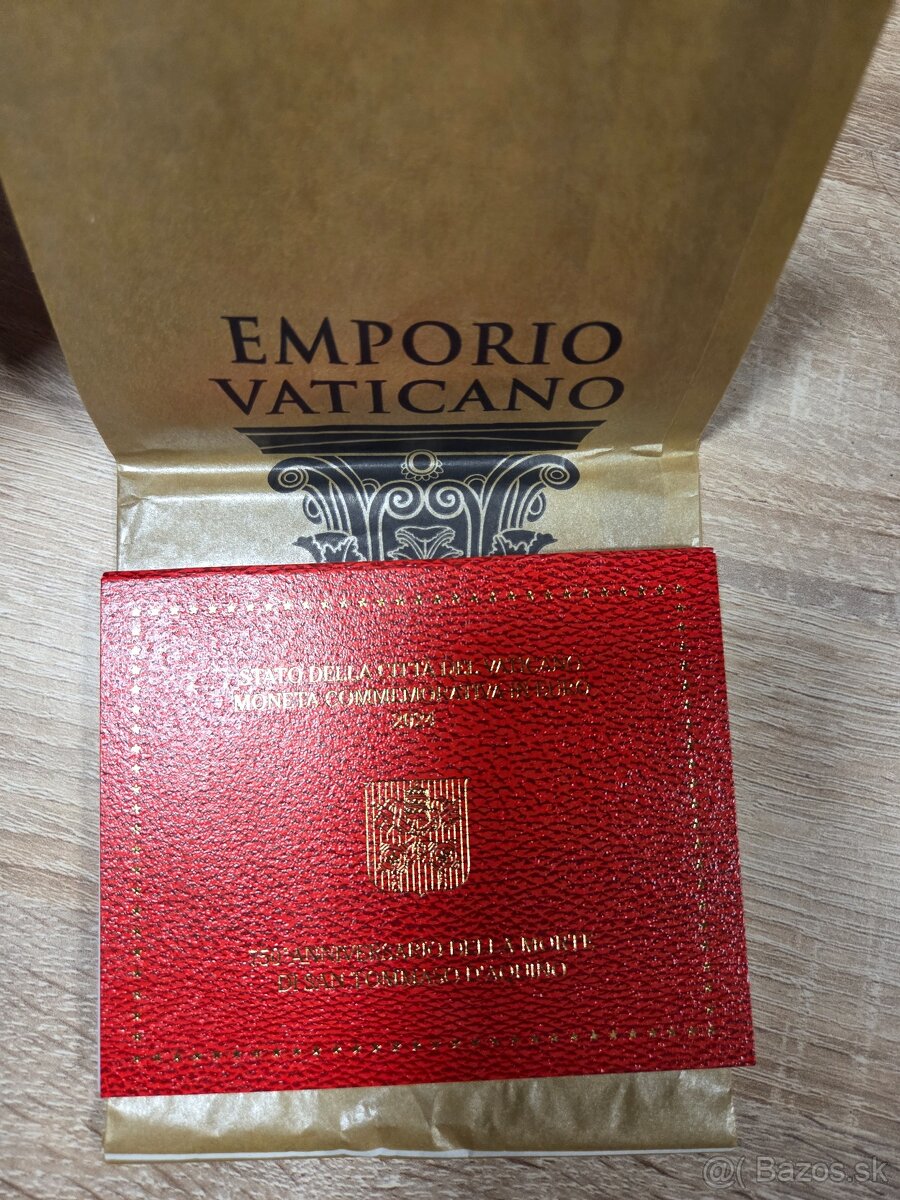 EMPORIO
VATICANO
STATO DELLA CITTÀ DEL VATICANO
MONETA COMMEMORATIVA IN EURO
2024
750° ANNIVERSARIO DELLA MORTE
DI SAN TOMMASO D'AQUINO
@( Bazos.sk